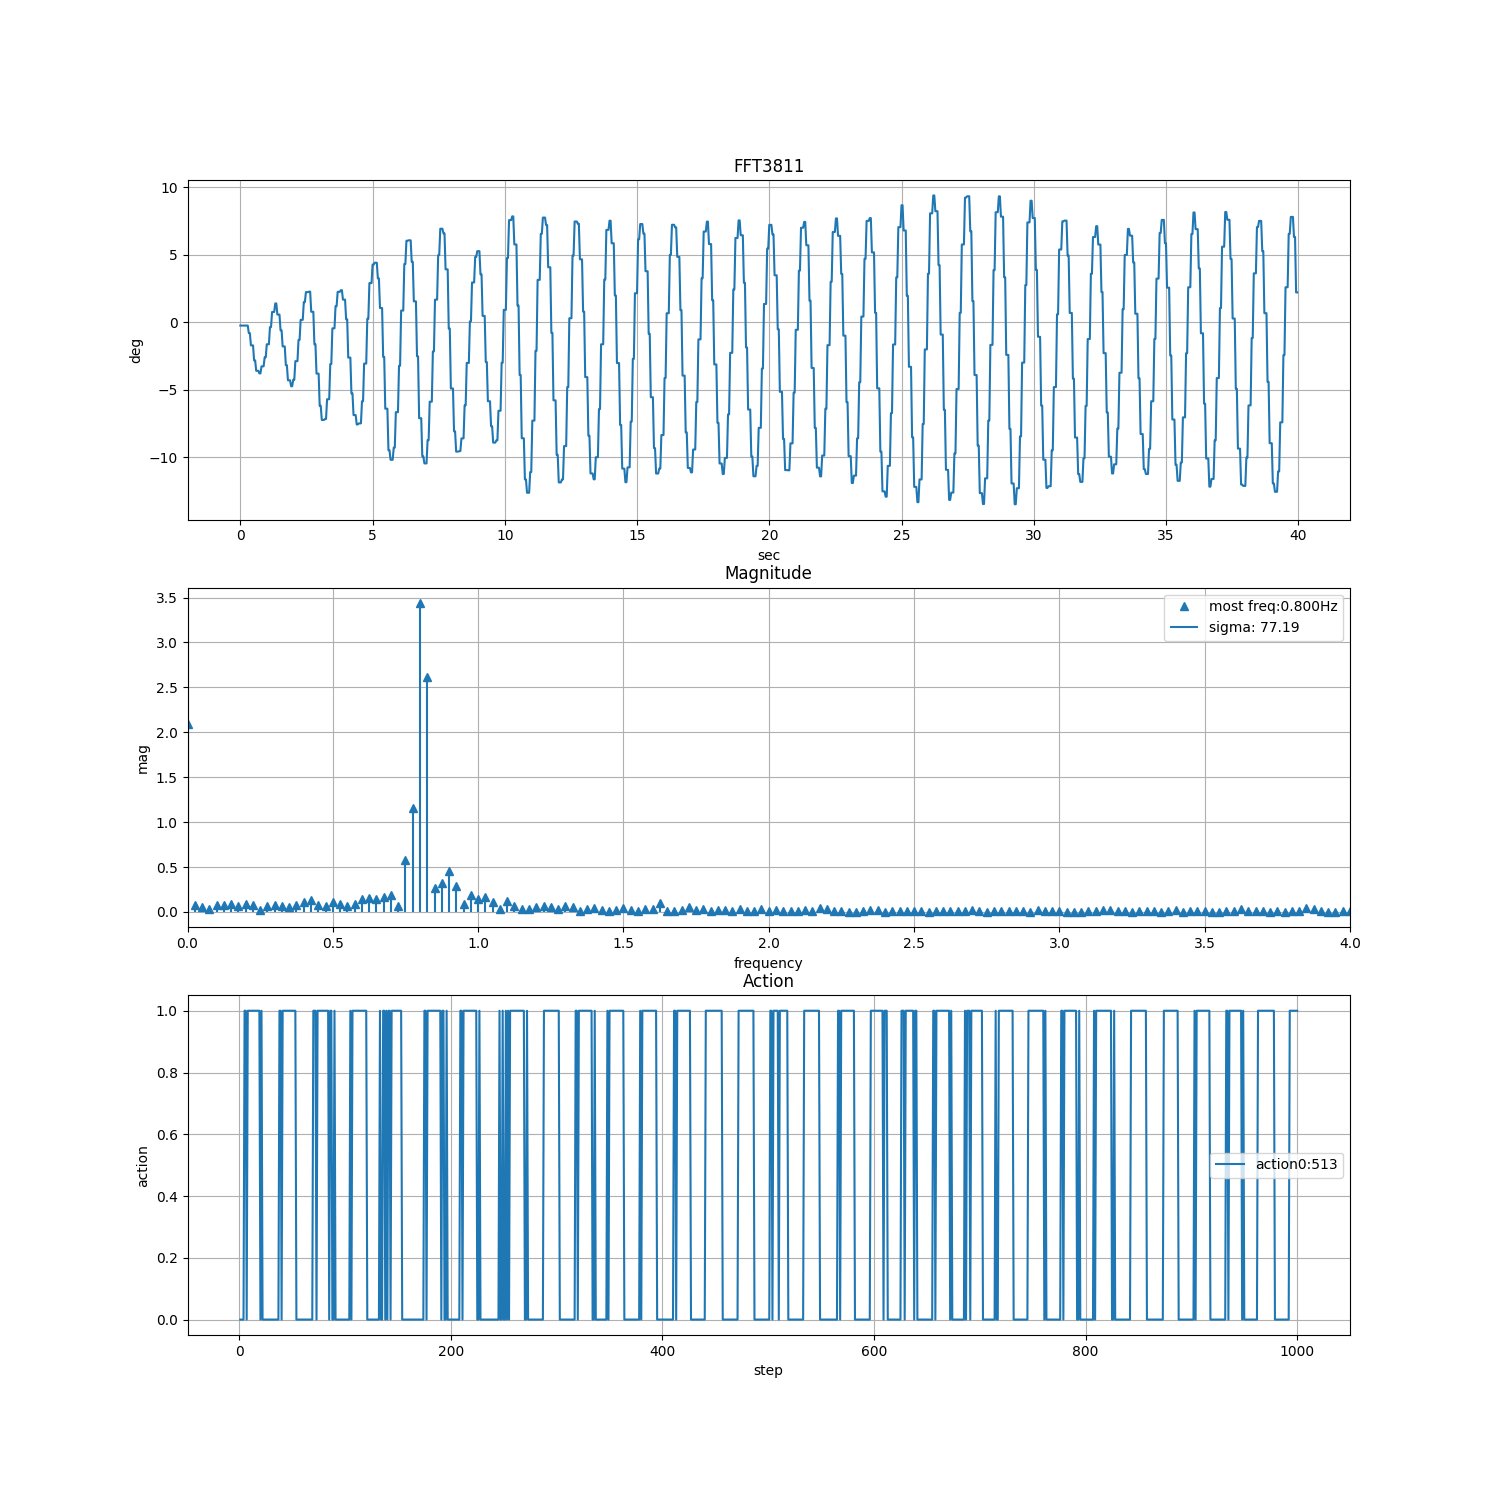 FFT3811
10
5
0
−5
−10
deg
0 5 10 15 20 25 30 35 40
sec
Magnitude
3.5
3.0
2.5
2.0
1.5
1.0
0.5
0.0
mag
most freq:0.800Hz
sigma: 77.19
0.0 0.5 1.0 1.5 2.0 2.5 3.0 3.5 4.0
frequency
Action
1.0
0.8
0.6
0.4
0.2
0.0
action
action0:513
0 200 400 600 800 1000
step